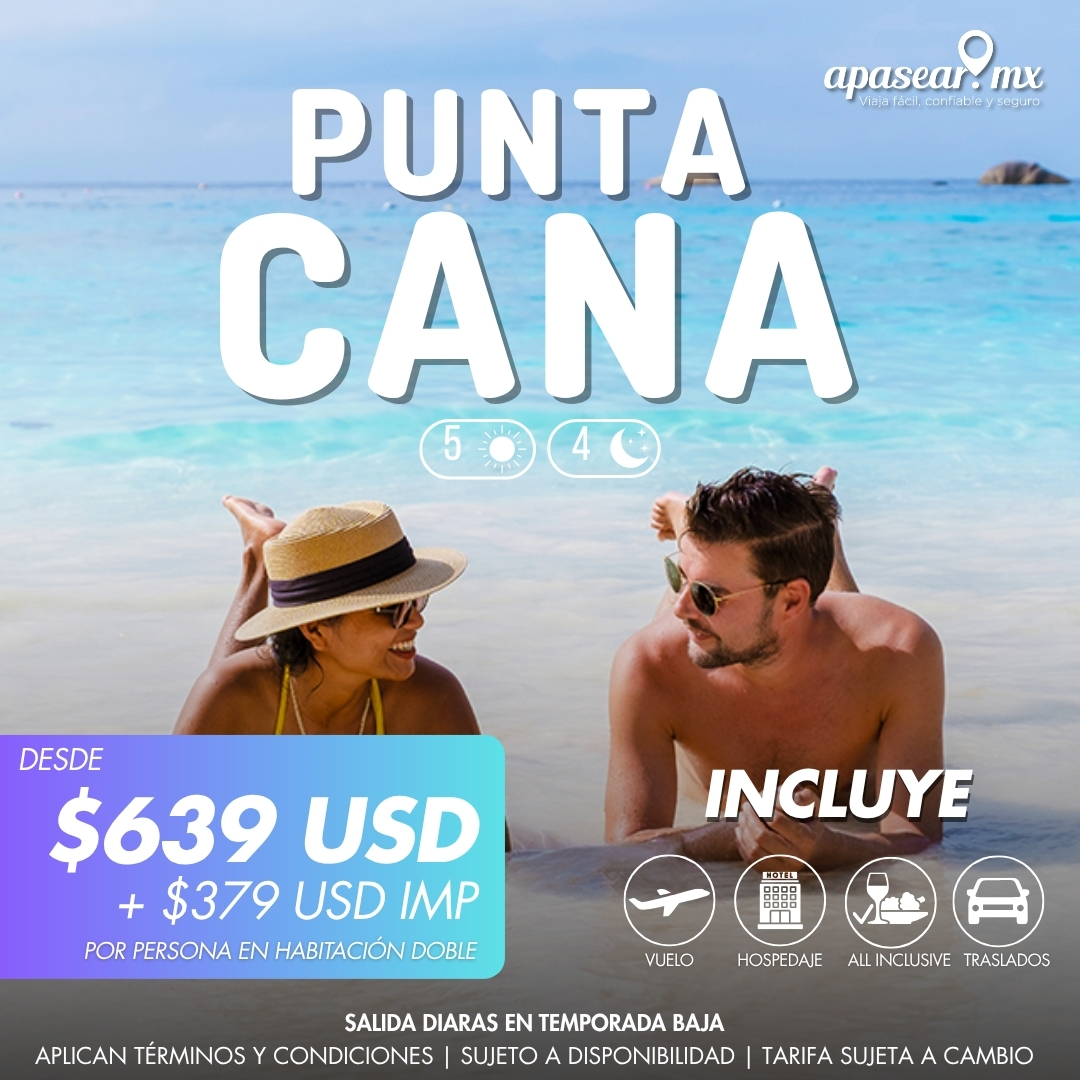 apasear.mx
Viaja fácil, confiable y seguro
PUNTA
CANA
5 4
DESDE
$639 USD
+ $379 USD IMP
POR PERSONA EN HABITACIÓN DOBLE
INCLUYE
HOTEL
VUELO HOSPEDAJE ALL INCLUSIVE TRASLADOS
SALIDA DIARAS EN TEMPORADA BAJA
APLICAN TÉRMINOS Y CONDICIONES | SUJETO A DISPONIBILIDAD | TARIFA SUJETA A CAMBIO